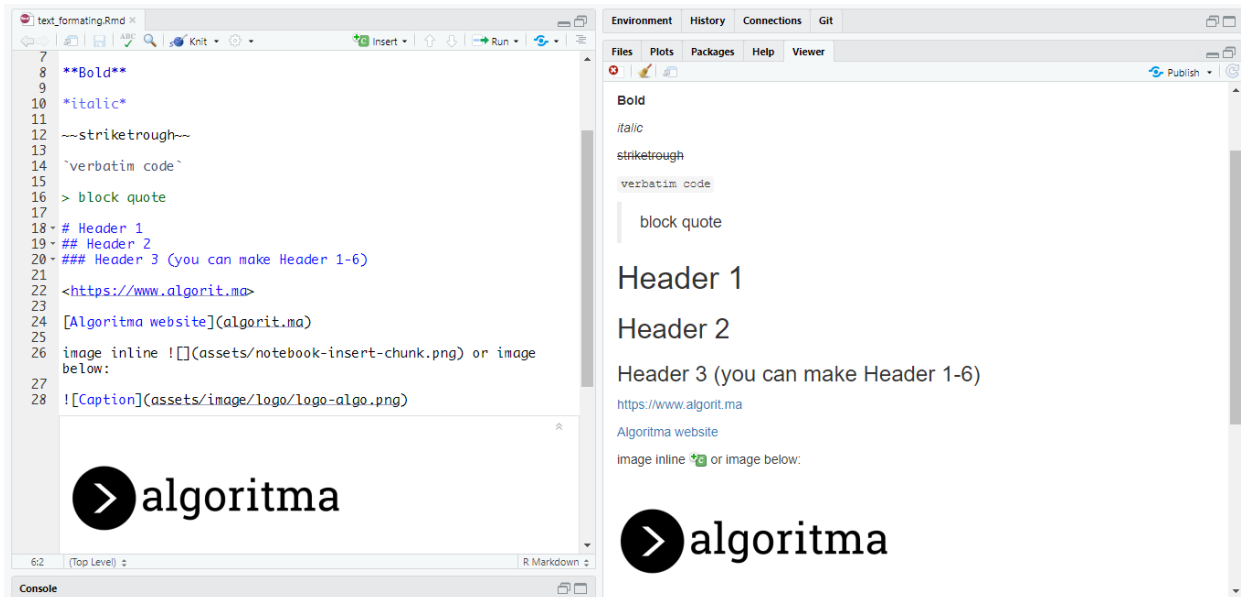 text_formating.Rmd
ABC Knit Insert Run
7
8 **Bold**
9
10 *italic*
11
12 ~~striketrough~~
13
14 `verbatim code`
15
16 > block quote
17
18 # Header 1
19 ## Header 2
20 ### Header 3 (you can make Header 1-6)
21
22 <https://www.algorit.ma>
23
24 [Algoritma website](algorit.ma)
25
26 image inline ![](assets/notebook-insert-chunk.png) or image
below:
27
28 ![Caption](assets/image/logo/logo-algo.png)
algoritma
6:2 (Top Level) R Markdown
Console
Environment History Connections Git
Files Plots Packages Help Viewer
Publish
Bold
italic
striketrough
verbatim code
block quote
Header 1
Header 2
Header 3 (you can make Header 1-6)
https://www.algorit.ma
Algoritma website
image inline C or image below:
algoritma